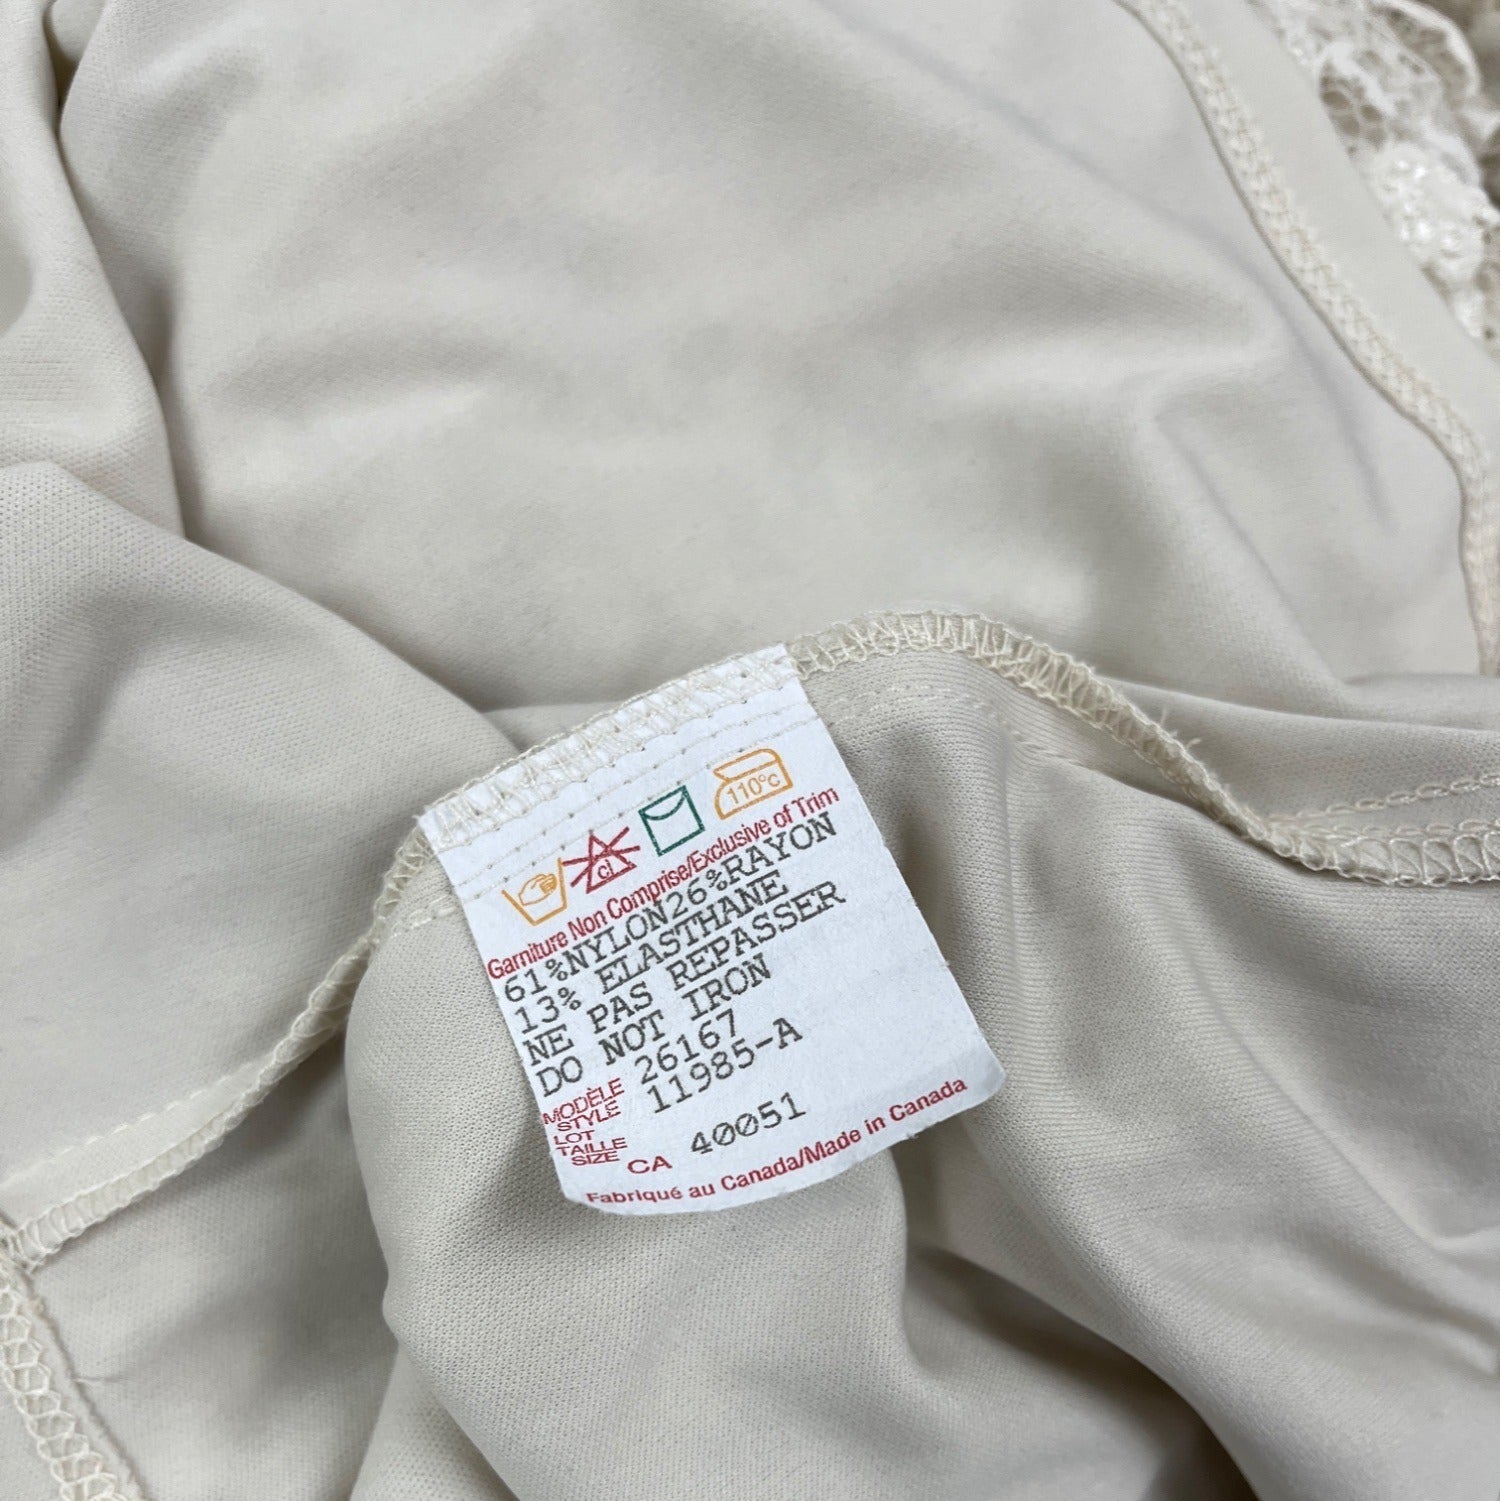 cl
110°c
Garniture Non Comprise/Exclusive of Trim
61%NYLON26%RAYON
13% ELASTHANE
NE PAS REPASSER
DO NOT IRON
MODÈLE 26167
STYLE 11985-A
LOT
TAILLE
SIZE CA 40051
Fabriqué au Canada/Made in Canada